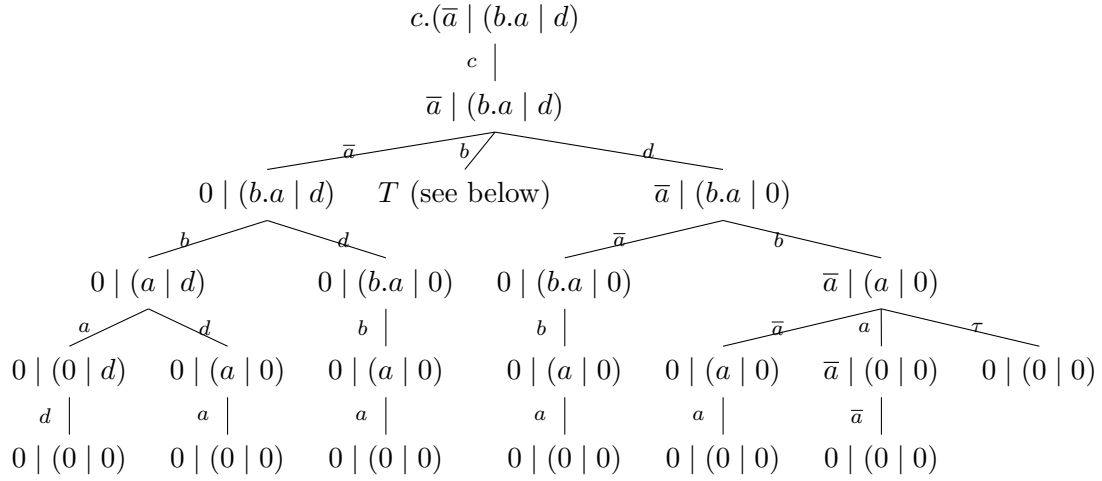 c.(a̅ | (b.a | d)
c
a̅ | (b.a | d)
a̅ b d
0 | (b.a | d) T (see below) a̅ | (b.a | 0)
b d a̅ b
0 | (a | d) 0 | (b.a | 0) 0 | (b.a | 0) a̅ | (a | 0)
a d b b a̅ a τ
0 | (0 | d) 0 | (a | 0) 0 | (a | 0) 0 | (a | 0) 0 | (a | 0) a̅ | (0 | 0) 0 | (0 | 0)
d a a a a a̅
0 | (0 | 0) 0 | (0 | 0) 0 | (0 | 0) 0 | (0 | 0) 0 | (0 | 0) 0 | (0 | 0)